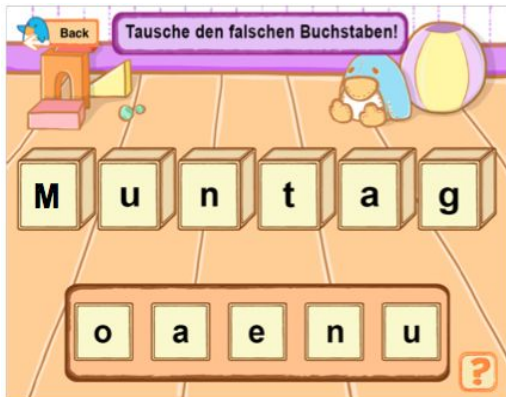 Back
Tausche den falschen Buchstaben!
M u n t a g
o a e n u
?